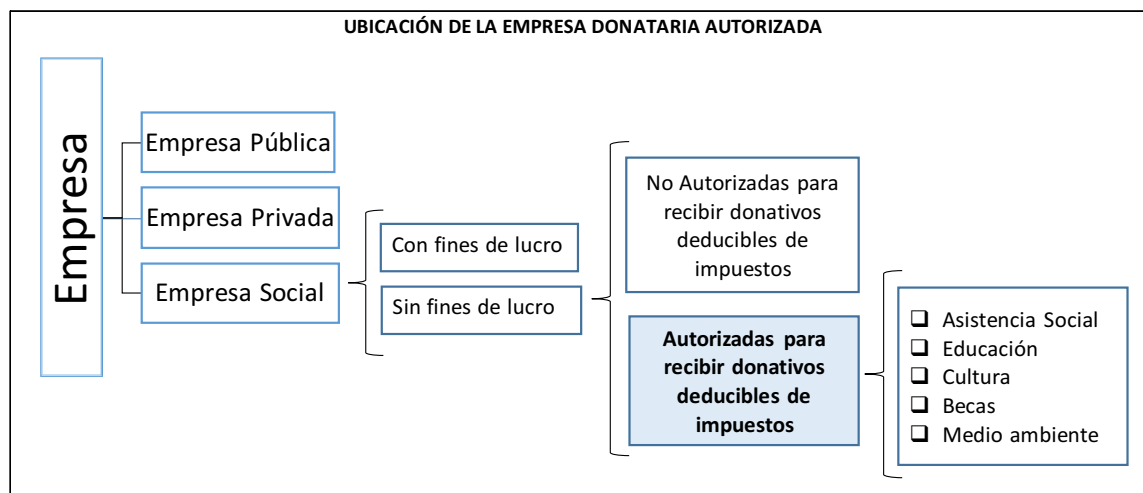 UBICACIÓN DE LA EMPRESA DONATARIA AUTORIZADA
Empresa
Empresa Pública
Empresa Privada
Empresa Social
Con fines de lucro
Sin fines de lucro
No Autorizadas para
recibir donativos
deducibles de
impuestos
Autorizadas para
recibir donativos
deducibles de
impuestos
❑ Asistencia Social
❑ Educación
❑ Cultura
❑ Becas
❑ Medio ambiente